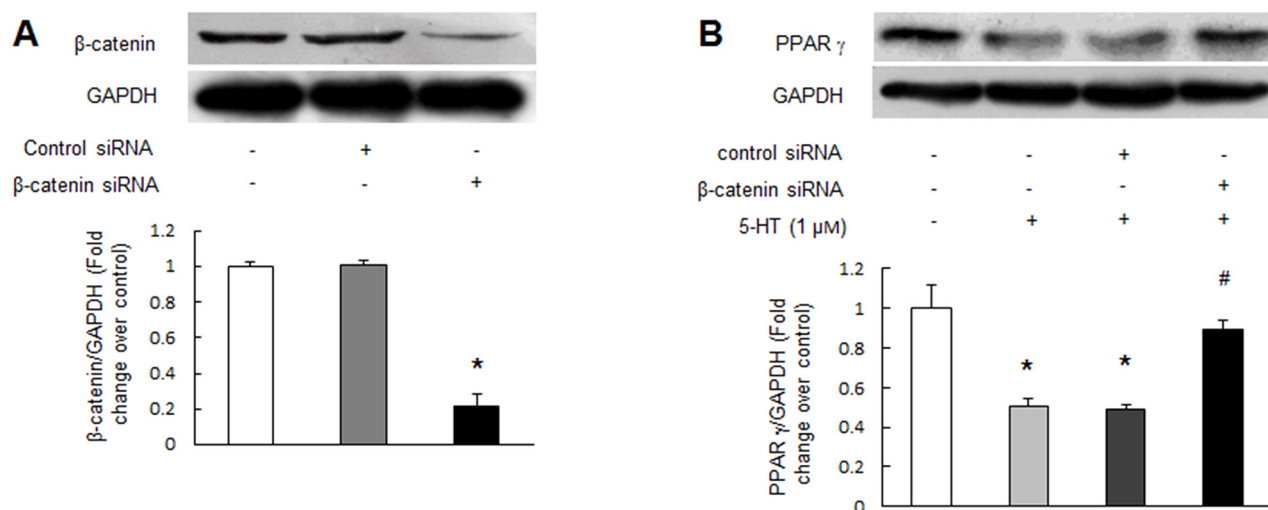 A
β-catenin
GAPDH
Control siRNA - + -
β-catenin siRNA - - +
β-catenin/GAPDH (Fold
change over control)
1.2
1
0.8
0.6
0.4
0.2
0
*
B
PPAR γ
GAPDH
control siRNA - - + -
β-catenin siRNA - - - +
5-HT (1 μM) - + + +
PPAR γ/GAPDH (Fold
change over control)
1.2
1
0.8
0.6
0.4
0.2
0
* * #